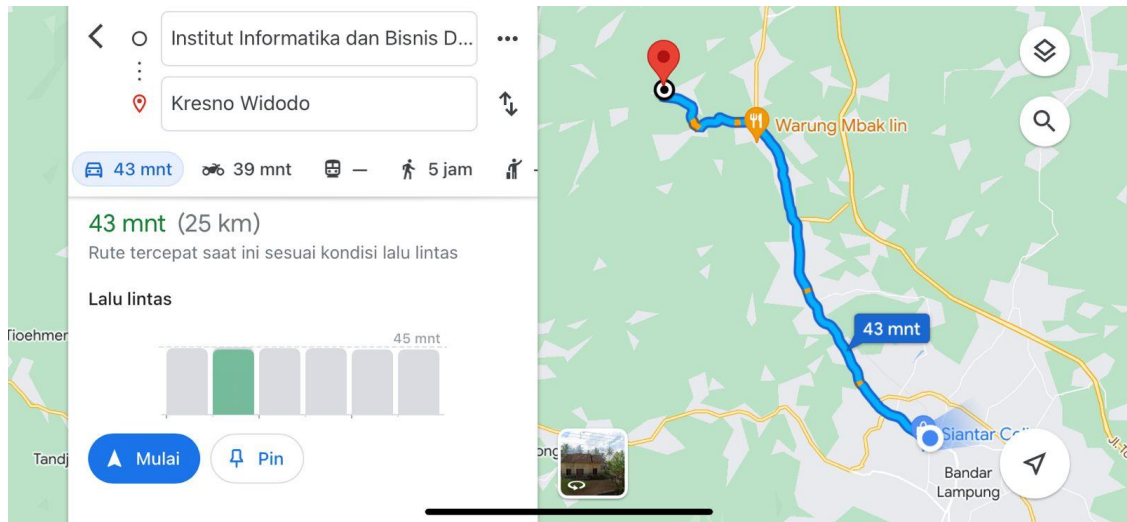 Institut Informatika dan Bisnis D...
Kresno Widodo
43 mnt 39 mnt — 5 jam
43 mnt (25 km)
Rute tercepat saat ini sesuai kondisi lalu lintas
Lalu lintas
45 mnt
Mulai
Pin
Warung Mbak Iin
43 mnt
Siantar
Bandar
Lampung
Tandj